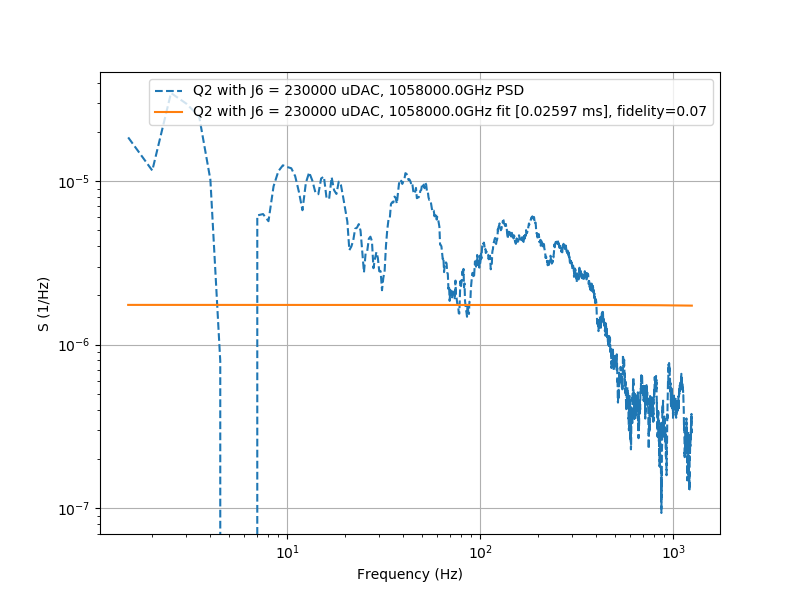 Q2 with J6 = 230000 uDAC, 1058000.0GHz PSD
Q2 with J6 = 230000 uDAC, 1058000.0GHz fit [0.02597 ms], fidelity=0.07
S (1/Hz)
10⁻⁵
10⁻⁶
10⁻⁷
10¹ 10² 10³
Frequency (Hz)